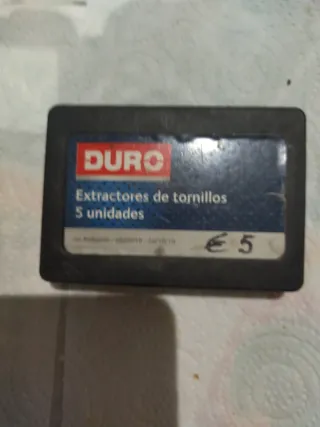 DURO
Extractores de tornillos
5 unidades
€ 5